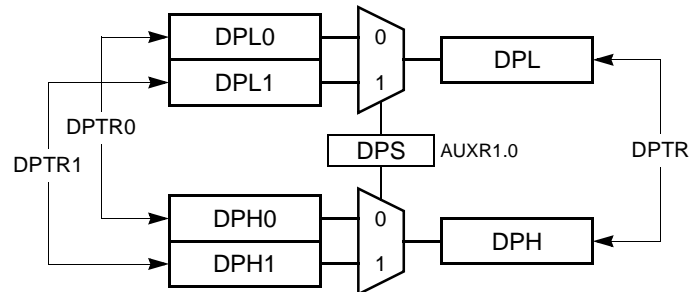 DPL0
0
DPL1
1
DPL
DPTR0
DPTR1
DPS
AUXR1.0
DPTR
DPH0
0
DPH1
1
DPH